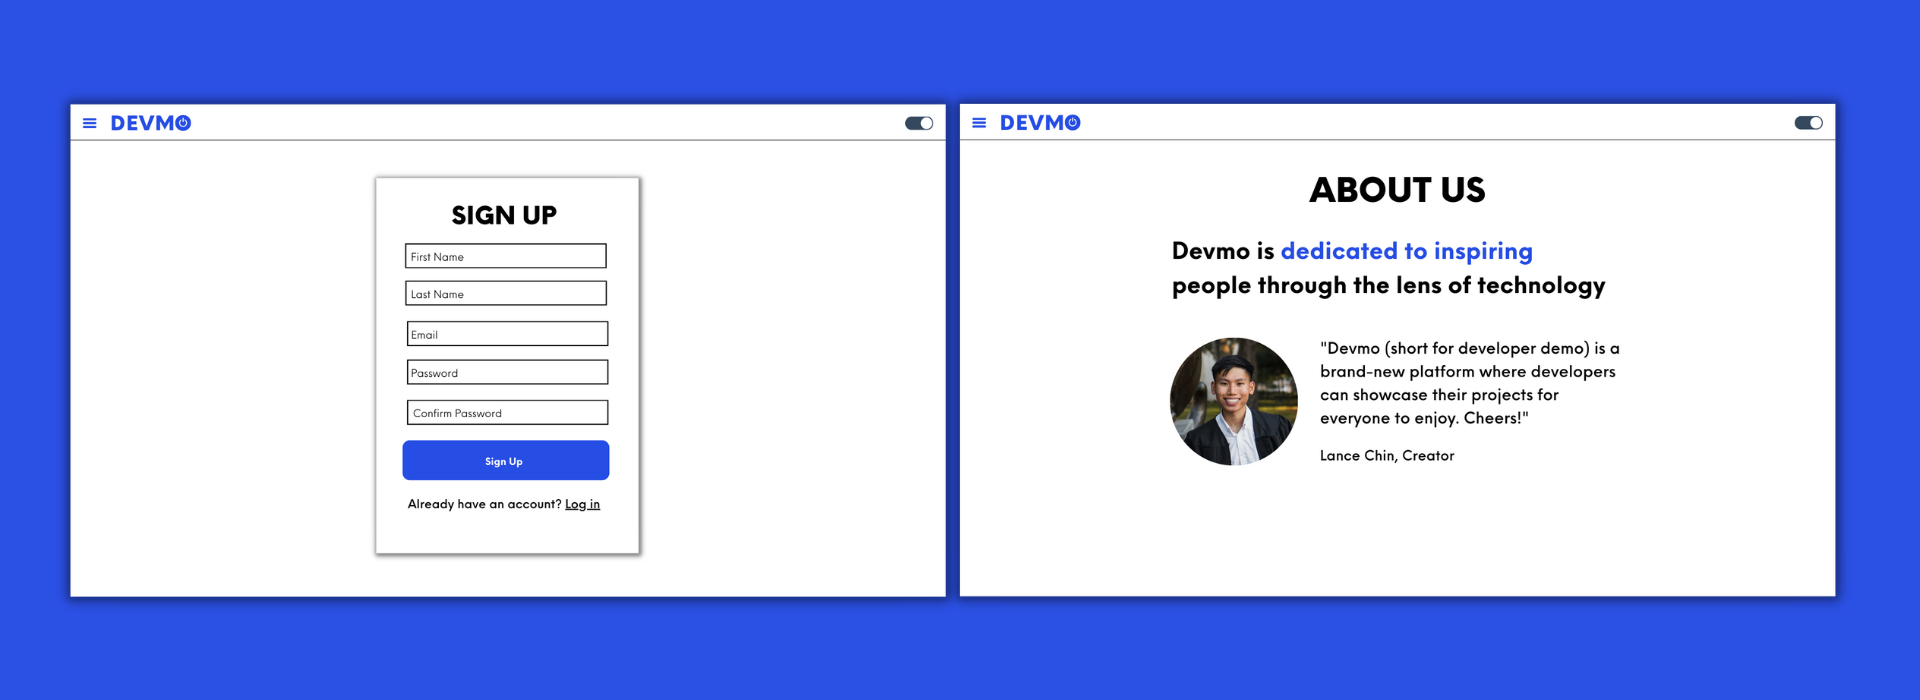 DEVMO
SIGN UP
First Name
Last Name
Email
Password
Confirm Password
Sign Up
Already have an account? Log in
DEVMO
ABOUT US
Devmo is dedicated to inspiring
people through the lens of technology
"Devmo (short for developer demo) is a
brand-new platform where developers
can showcase their projects for
everyone to enjoy. Cheers!"
Lance Chin, Creator